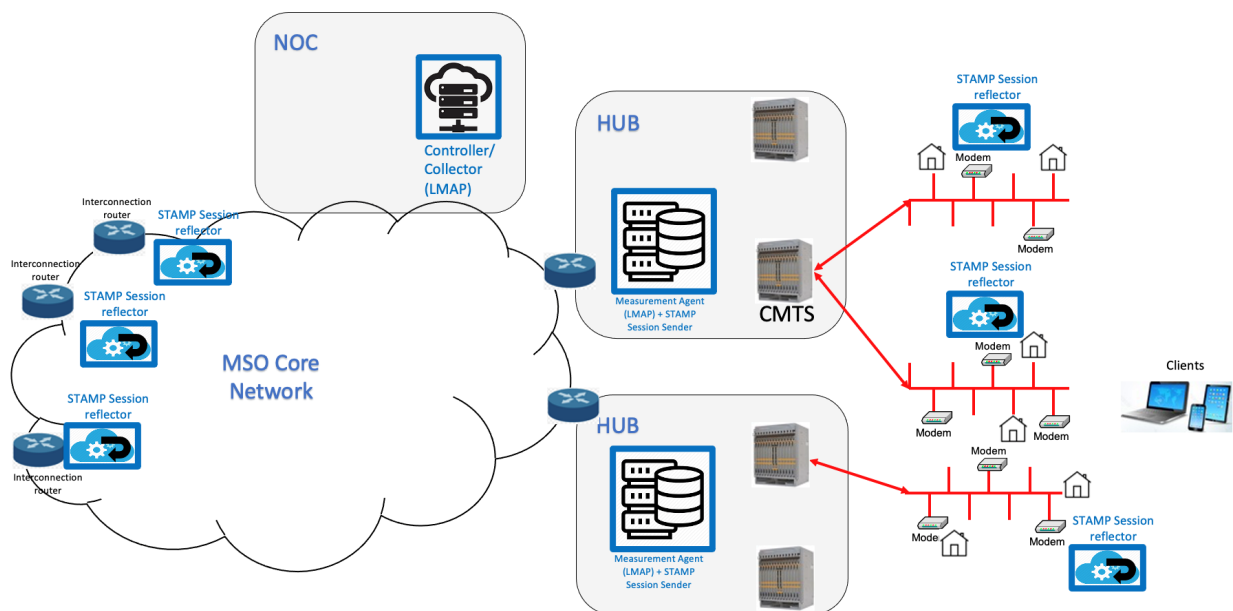 NOC
Controller/
Collector
(LMAP)
HUB
Measurement Agent
(LMAP) + STAMP
Session Sender
CMTS
STAMP Session
reflector
Modem
Modem
Interconnection
router
STAMP Session
reflector
Interconnection
router
STAMP Session
reflector
MSO Core
Network
STAMP Session
reflector
Interconnection
router
STAMP Session
reflector
Modem
Modem
Modem
Clients
HUB
Measurement Agent
(LMAP) + STAMP
Session Sender
Modem
Mode
Modem
STAMP Session
reflector